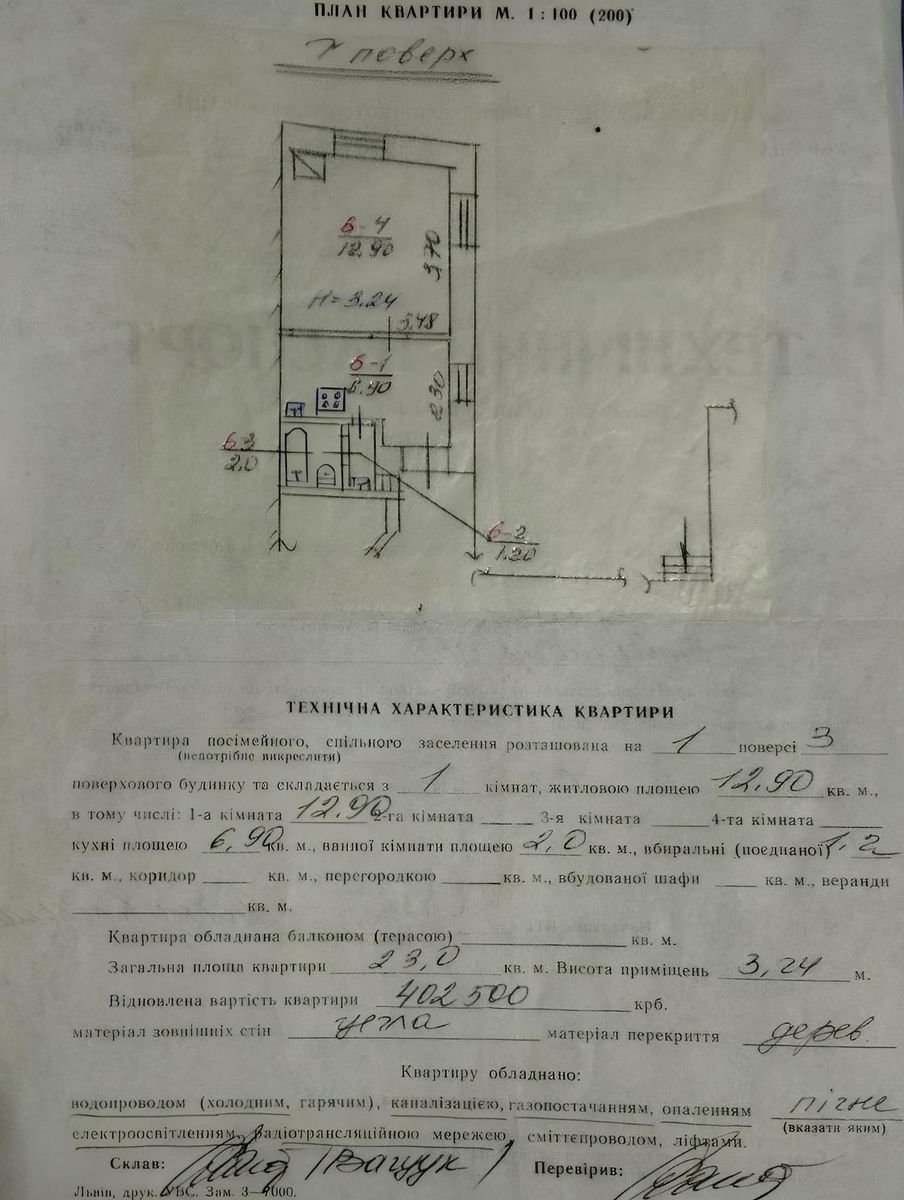 ПЛАН КВАРТИРИ М. 1 : 100 (200)
поверх
6-4
12.90
3.70
H=3.24
3.48
6-1
6.90
2.30
6-3
2.0
6-2
1.20
ТЕХНІЧНА ХАРАКТЕРИСТИКА КВАРТИРИ
Квартира посімейного, спільного заселення розташована на 1 поверсі 3
(непотрібне викреслити)
поверхового будинку та складається з 1 кімнат, житловою площею 12.90 кв. м.,
в тому числі: 1-а кімната 12.90 2-га кімната 3-я кімната 4-та кімната
кухні площею 6,90 кв. м., ванної кімнати площею 2,0 кв. м., вбиральні (поєднаної) 1,2
кв. м., коридор кв. м., перегородкою кв. м., вбудованої шафи кв. м., веранди
кв. м.
Квартира обладнана балконом (терасою) кв. м.
Загальна площа квартири 23,0 кв. м. Висота приміщень 3,24 м.
Відновлена вартість квартири 402 500 крб.
матеріал зовнішніх стін цегла матеріал перекриття дерев.
Квартиру обладнано:
водопроводом (холодним, гарячим), каналізацією, газопостачанням, опаленням пічне
(вказати яким)
електроосвітленням, радіотрансляційною мережею, сміттєпроводом, ліфтами.
Склав: Ващук Перевірив:
Львів, друк. УВС. Зам. 3—